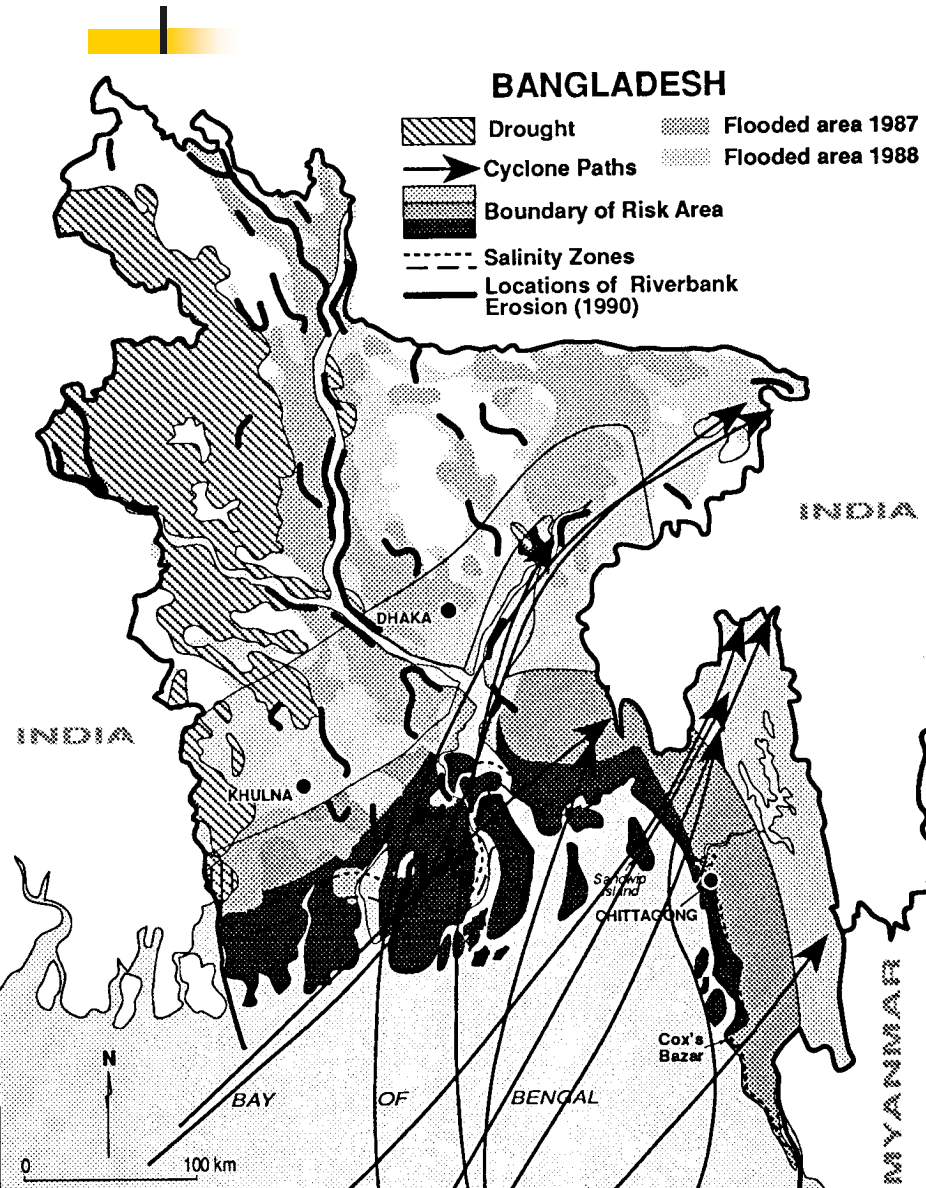 BANGLADESH
Drought
Flooded area 1987
Cyclone Paths
Flooded area 1988
Boundary of Risk Area
Salinity Zones
Locations of Riverbank
Erosion (1990)
INDIA
DHAKA
INDIA
KHULNA
Sandwip
Island
CHITTAGONG
Cox's
Bazar
MYANMAR
N
BAY OF BENGAL
0 100 km